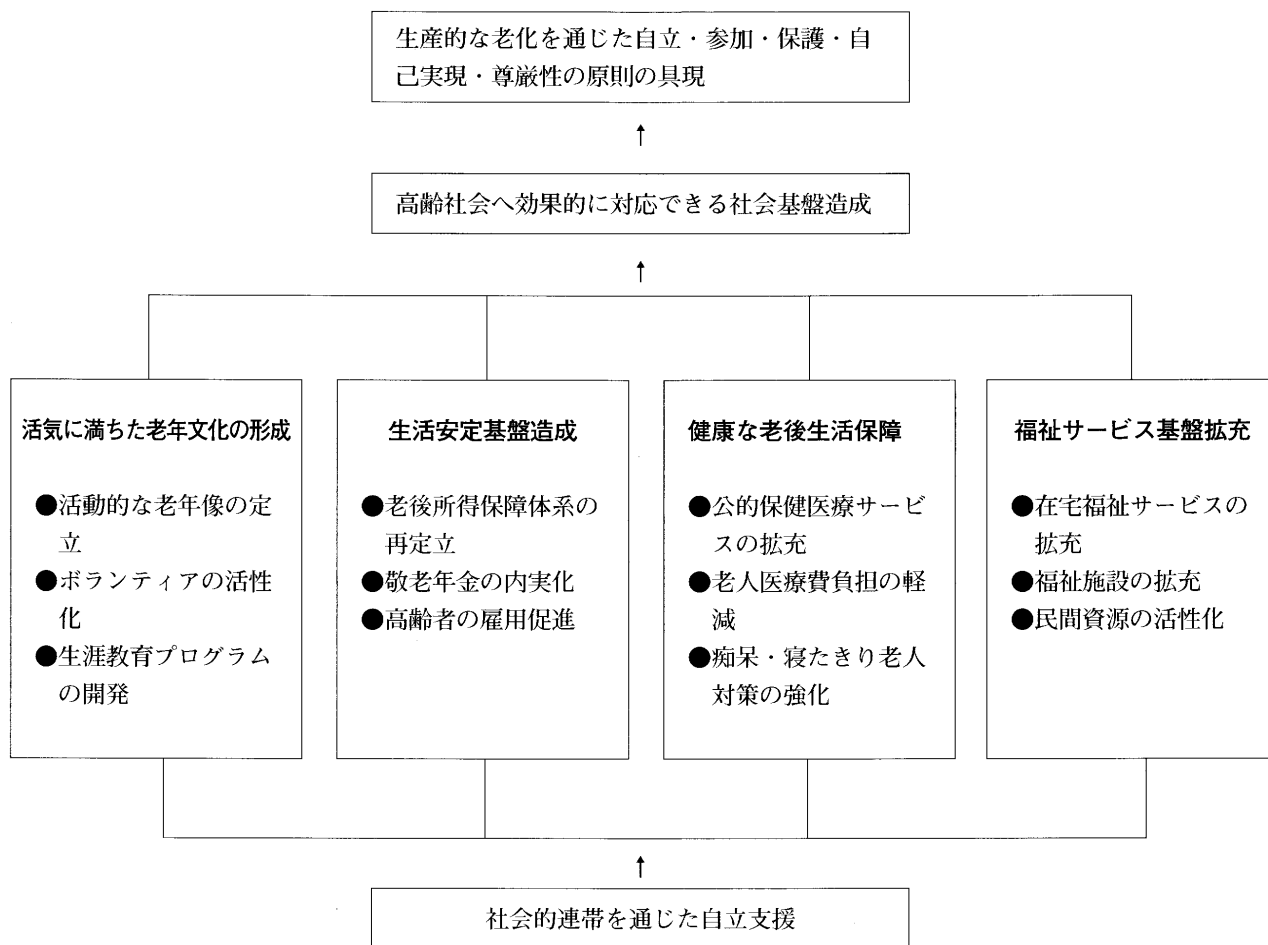 生産的な老化を通じた自立・参加・保護・自
己実現・尊厳性の原則の具現
↑
高齢社会へ効果的に対応できる社会基盤造成
↑
活気に満ちた老年文化の形成
●活動的な老年像の定
立
●ボランティアの活性
化
●生涯教育プログラム
の開発
生活安定基盤造成
●老後所得保障体系の
再定立
●敬老年金の内実化
●高齢者の雇用促進
健康な老後生活保障
●公的保健医療サービ
スの拡充
●老人医療費負担の軽
減
●痴呆・寝たきり老人
対策の強化
福祉サービス基盤拡充
●在宅福祉サービスの
拡充
●福祉施設の拡充
●民間資源の活性化
↑
社会的連帯を通じた自立支援